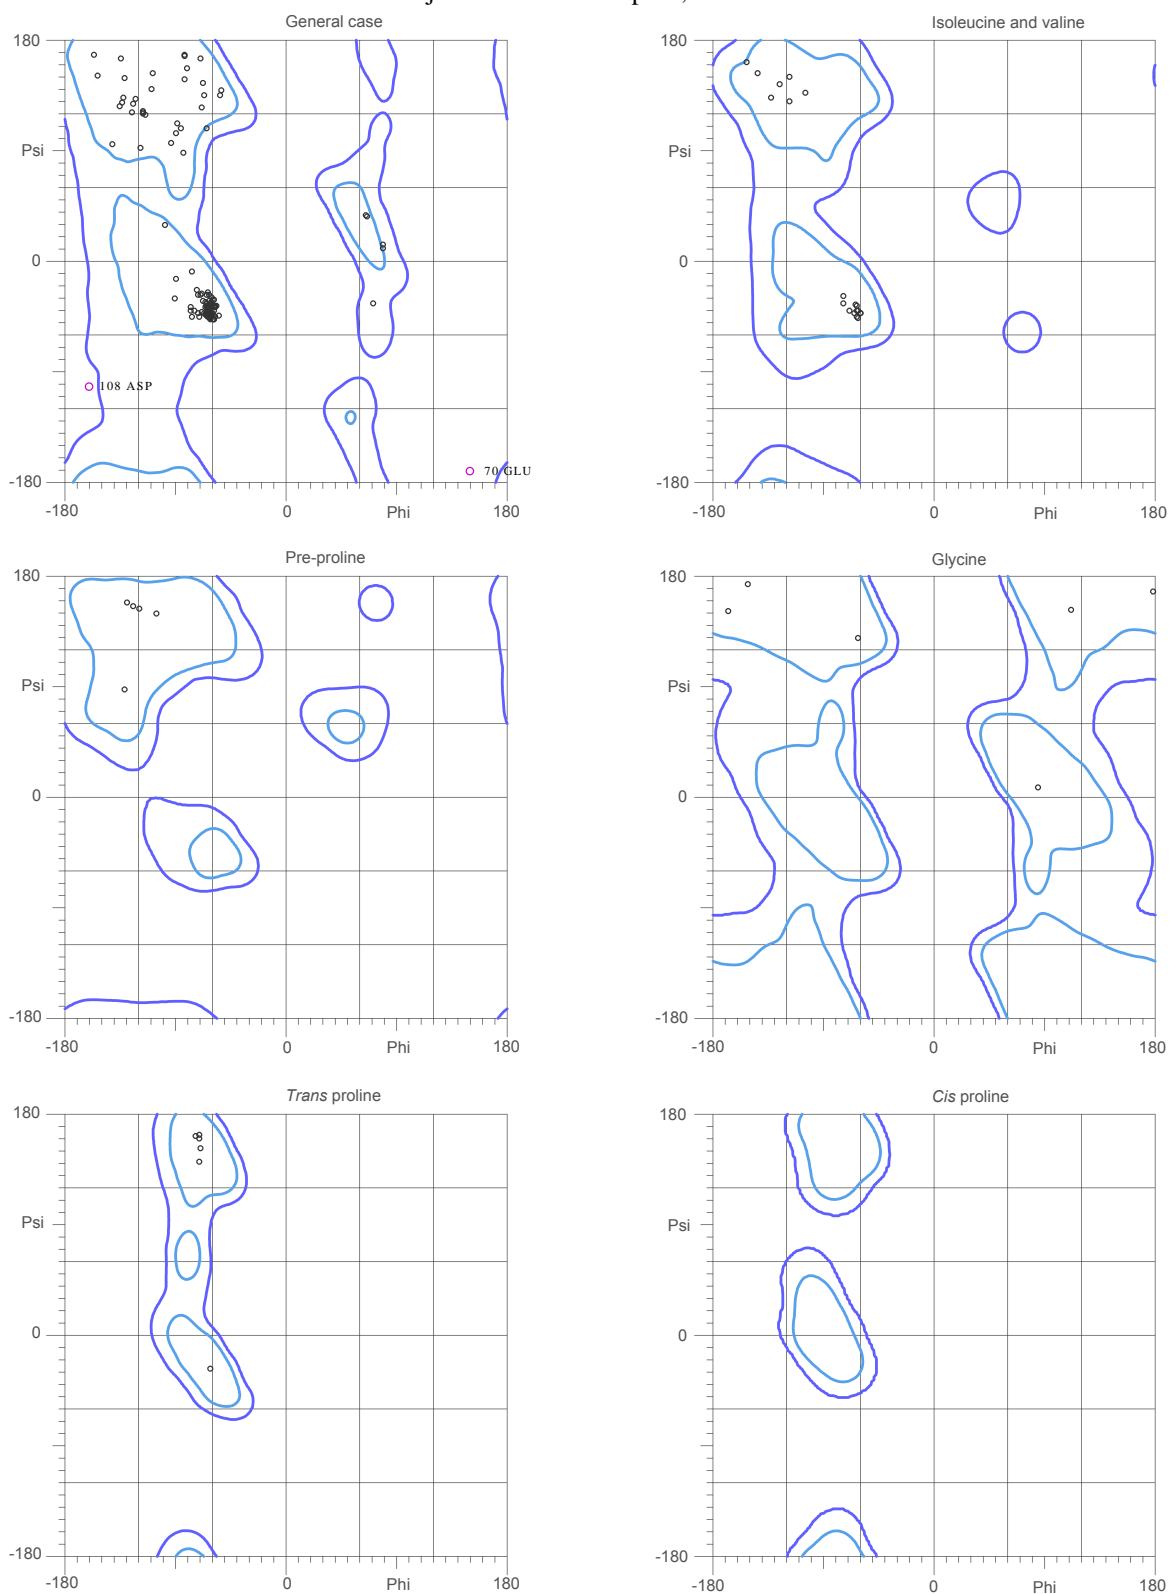 General case
180
Psi
0
-180
-180
0
Phi
180
108 ASP
70 GLU
Isoleucine and valine
180
Psi
0
-180
-180
0
Phi
180
Pre-proline
180
Psi
0
-180
-180
0
Phi
180
Glycine
180
Psi
0
-180
-180
0
Phi
180
Trans proline
180
Psi
0
-180
-180
0
Phi
180
Cis proline
180
Psi
0
-180
-180
0
Phi
180